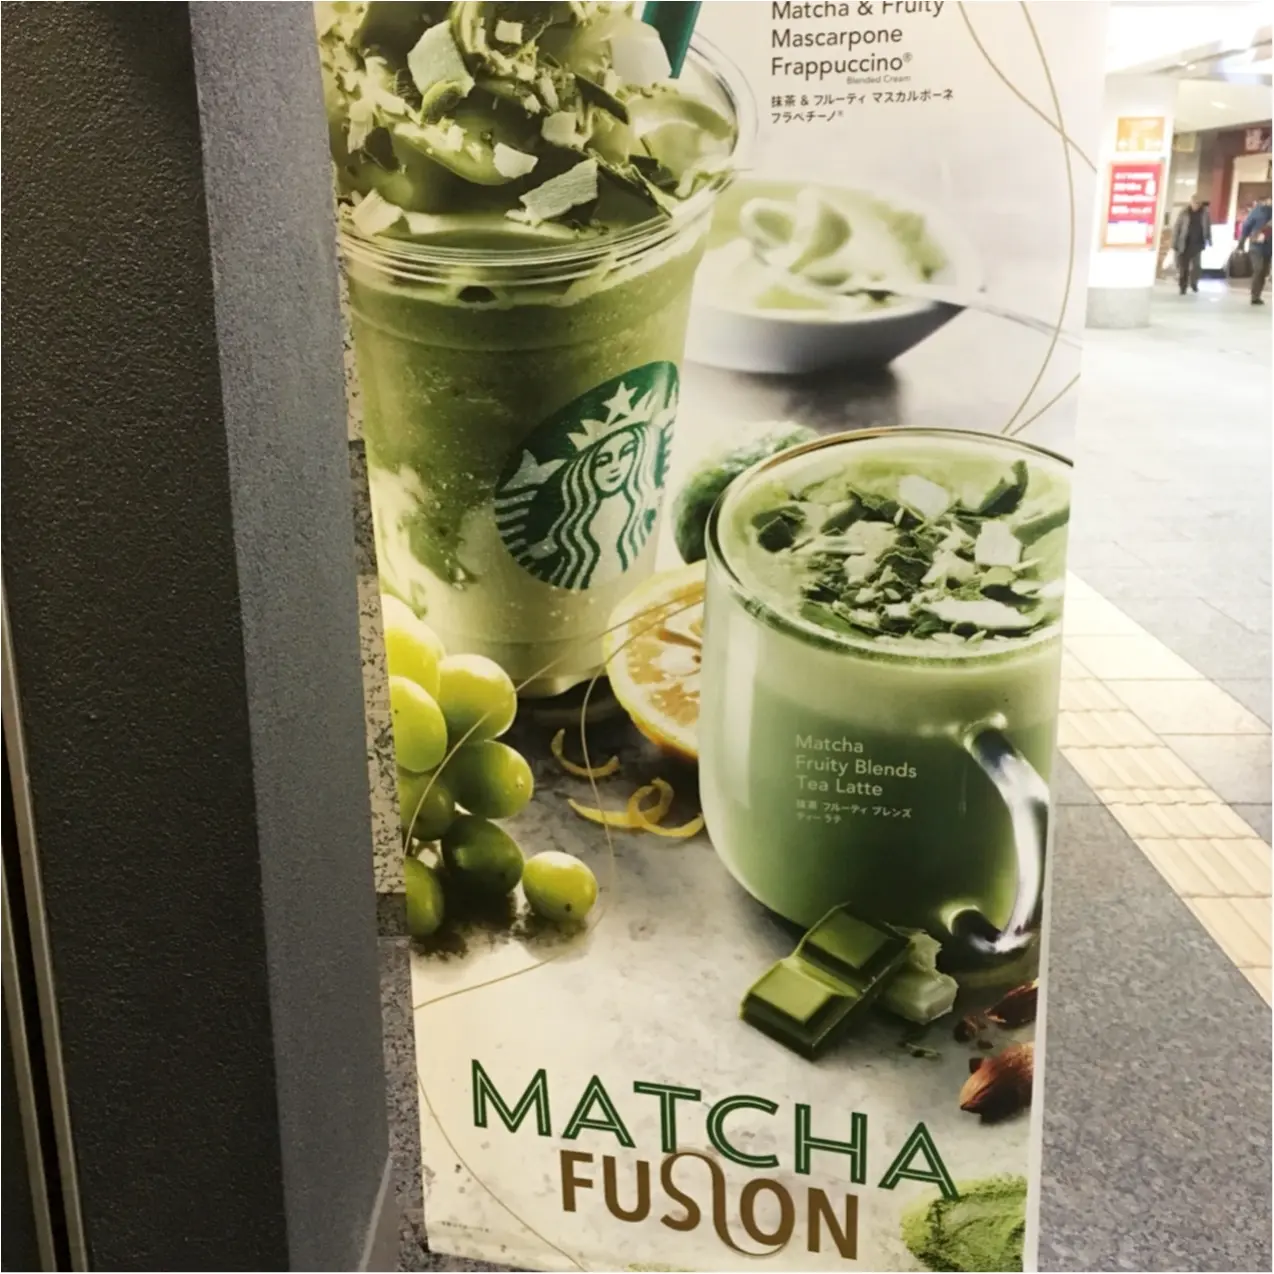 Matcha & Fruity
Mascarpone
Frappuccino®
Blended Cream
抹茶 & フルーティ マスカルポーネ
フラペチーノ®
Matcha
Fruity Blends
Tea Latte
抹茶 フルーティ ブレンズ
ティー ラテ
MATCHA
FUSION